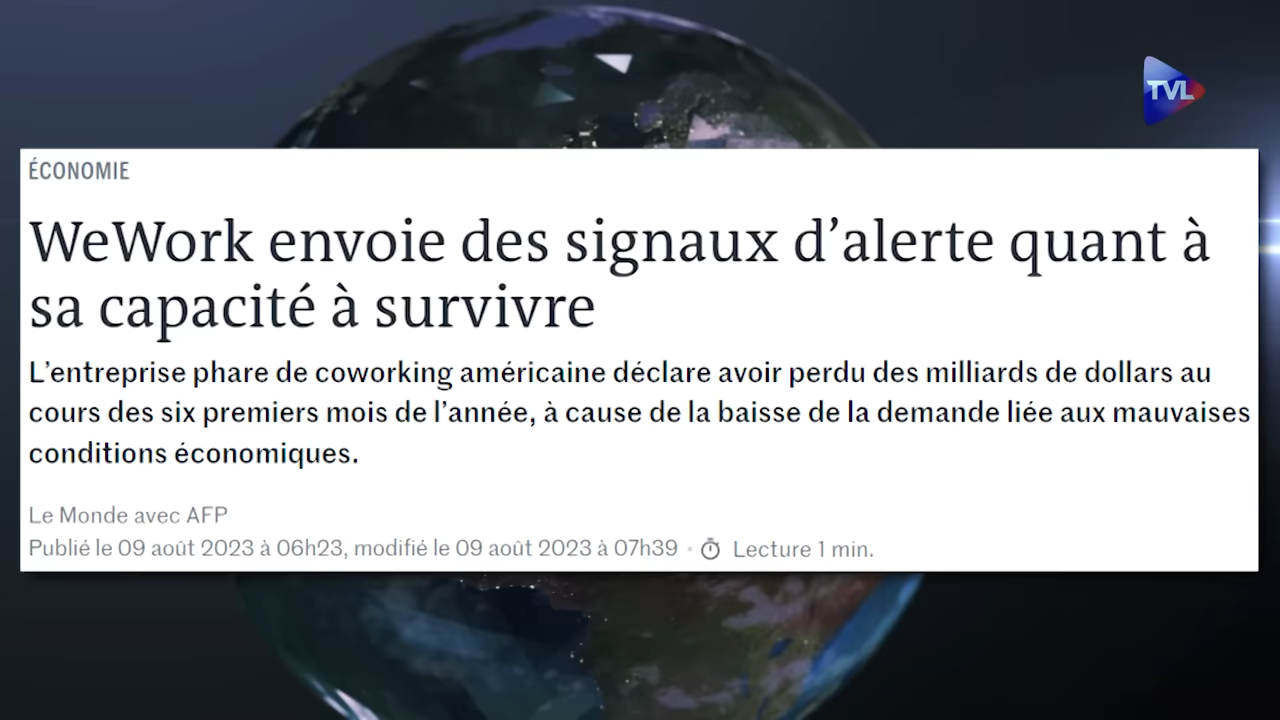 TVL
ÉCONOMIE
WeWork envoie des signaux d’alerte quant à
sa capacité à survivre
L’entreprise phare de coworking américaine déclare avoir perdu des milliards de dollars au
cours des six premiers mois de l’année, à cause de la baisse de la demande liée aux mauvaises
conditions économiques.
Le Monde avec AFP
Publié le 09 août 2023 à 06h23, modifié le 09 août 2023 à 07h39 • Lecture 1 min.